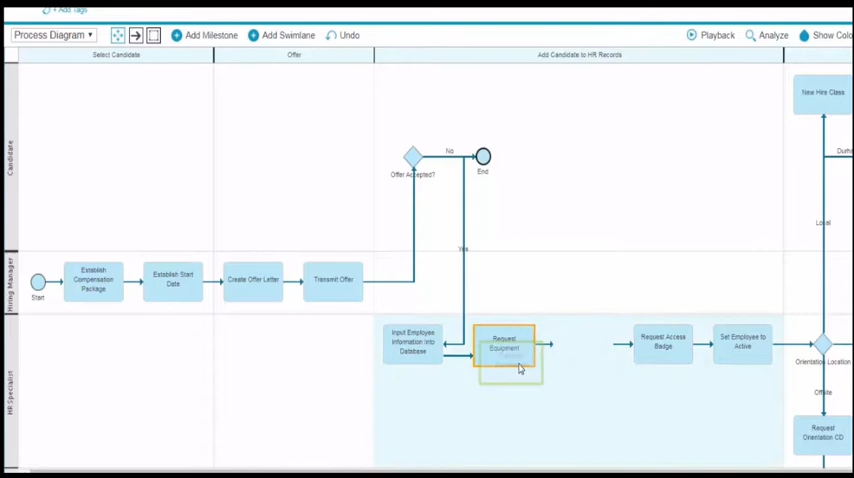 + Add Tags
Process Diagram
Add Milestone
Add Swimlane
Undo
Playback
Analyze
Show Colo
Select Candidate
Offer
Add Candidate to HR Records
Candidate
New Hire Class
No
Offer Accepted?
End
Durh
Local
Yes
Hiring Manager
Start
Establish
Compensation
Package
Establish Start
Date
Create Offer Letter
Transmit Offer
HR Specialist
Input Employee
Information Into
Database
Request
Equipment
Request Access
Badge
Set Employee to
Active
Orientation Location
Offsite
Request
Orientation CD